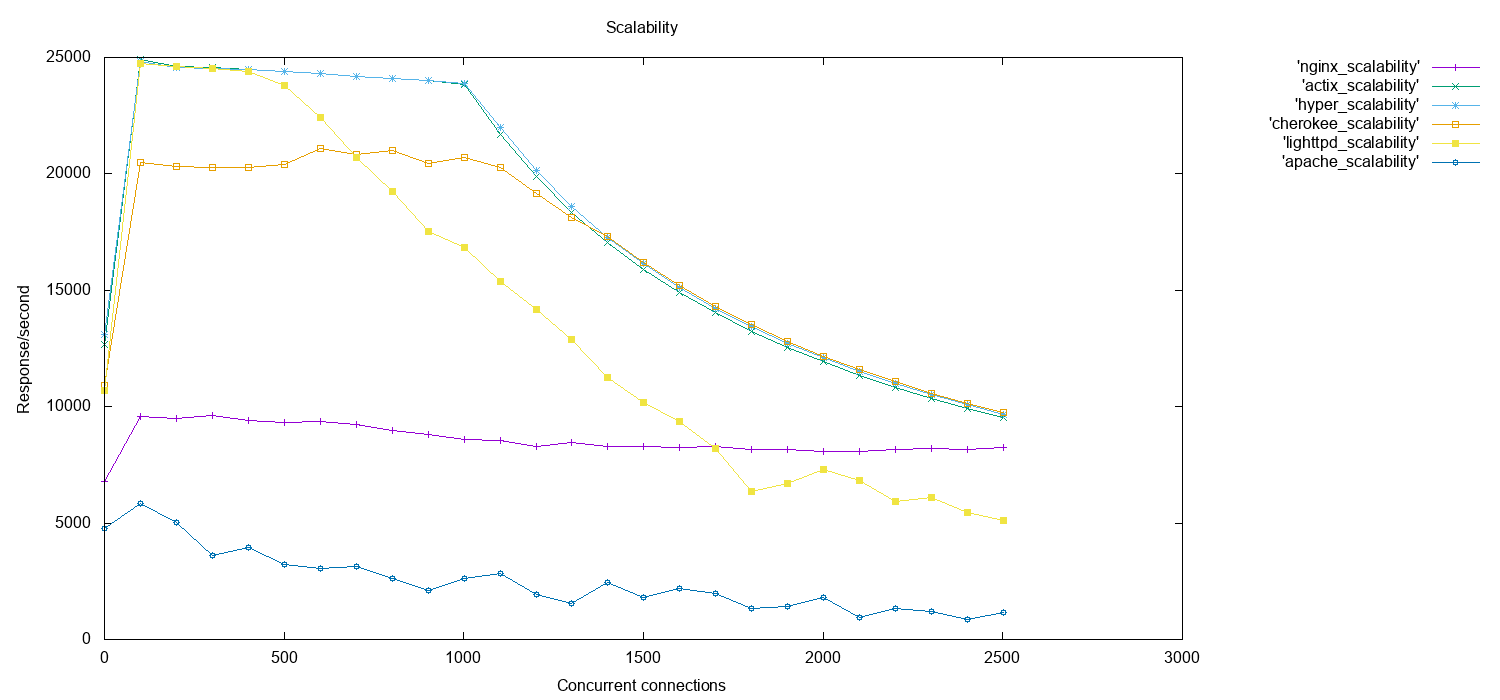 Scalability
25000
20000
15000
10000
5000
0
Response/second
0 500 1000 1500 2000 2500 3000
Concurrent connections
'nginx_scalability'
'actix_scalability'
'hyper_scalability'
'cherokee_scalability'
'lighttpd_scalability'
'apache_scalability'